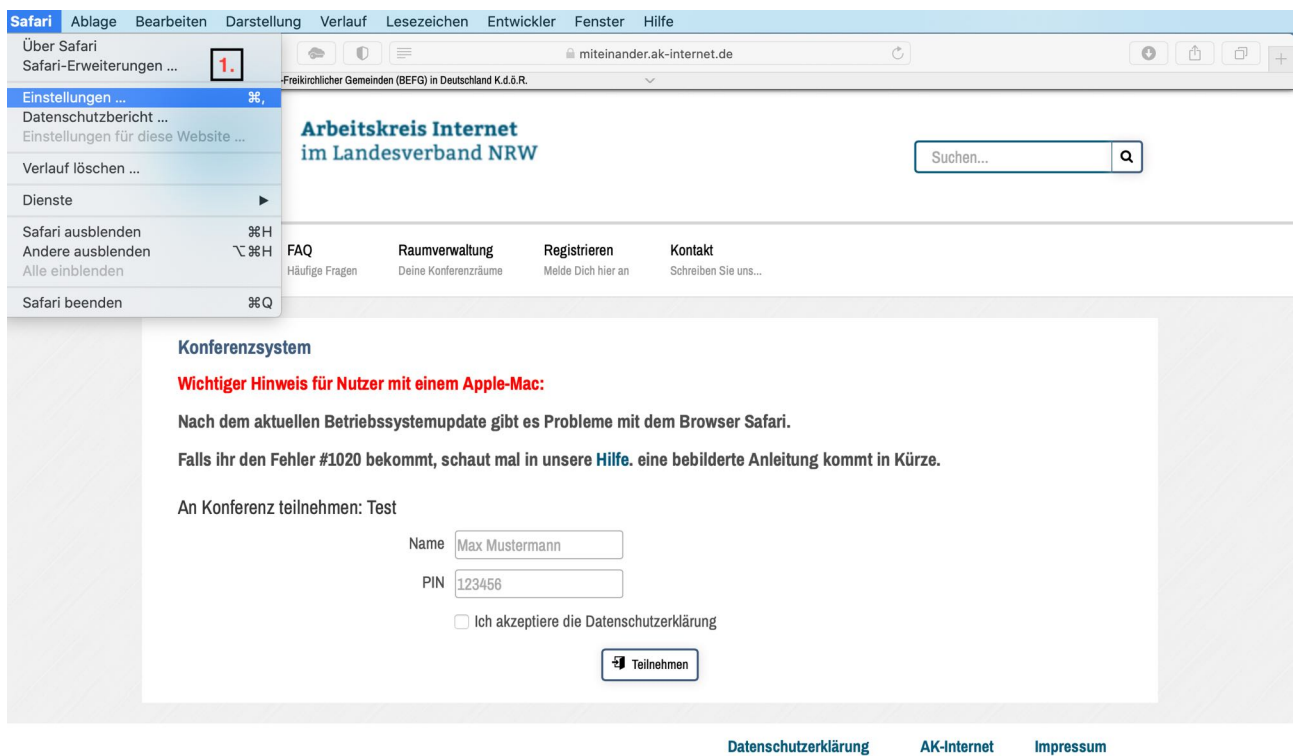 Safari Ablage Bearbeiten Darstellung Verlauf Lesezeichen Entwickler Fenster Hilfe
Über Safari
Safari-Erweiterungen ...
1.
miteinander.ak-internet.de
-Freikirchlicher Gemeinden (BEFG) in Deutschland K.d.ö.R.
Einstellungen ... ⌘,
Datenschutzbericht ...
Einstellungen für diese Website ...
Verlauf löschen ...
Dienste ▶
Safari ausblenden ⌘H
Andere ausblenden ⌥⌘H
Alle einblenden
Safari beenden ⌘Q
Arbeitskreis Internet
im Landesverband NRW
Suchen...
FAQ Raumverwaltung Registrieren Kontakt
Häufige Fragen Deine Konferenzräume Melde Dich hier an Schreiben Sie uns...
Konferenzsystem
Wichtiger Hinweis für Nutzer mit einem Apple-Mac:
Nach dem aktuellen Betriebssystemupdate gibt es Probleme mit dem Browser Safari.
Falls ihr den Fehler #1020 bekommt, schaut mal in unsere Hilfe. eine bebilderte Anleitung kommt in Kürze.
An Konferenz teilnehmen: Test
Name Max Mustermann
PIN 123456
Ich akzeptiere die Datenschutzerklärung
Teilnehmen
Datenschutzerklärung AK-Internet Impressum